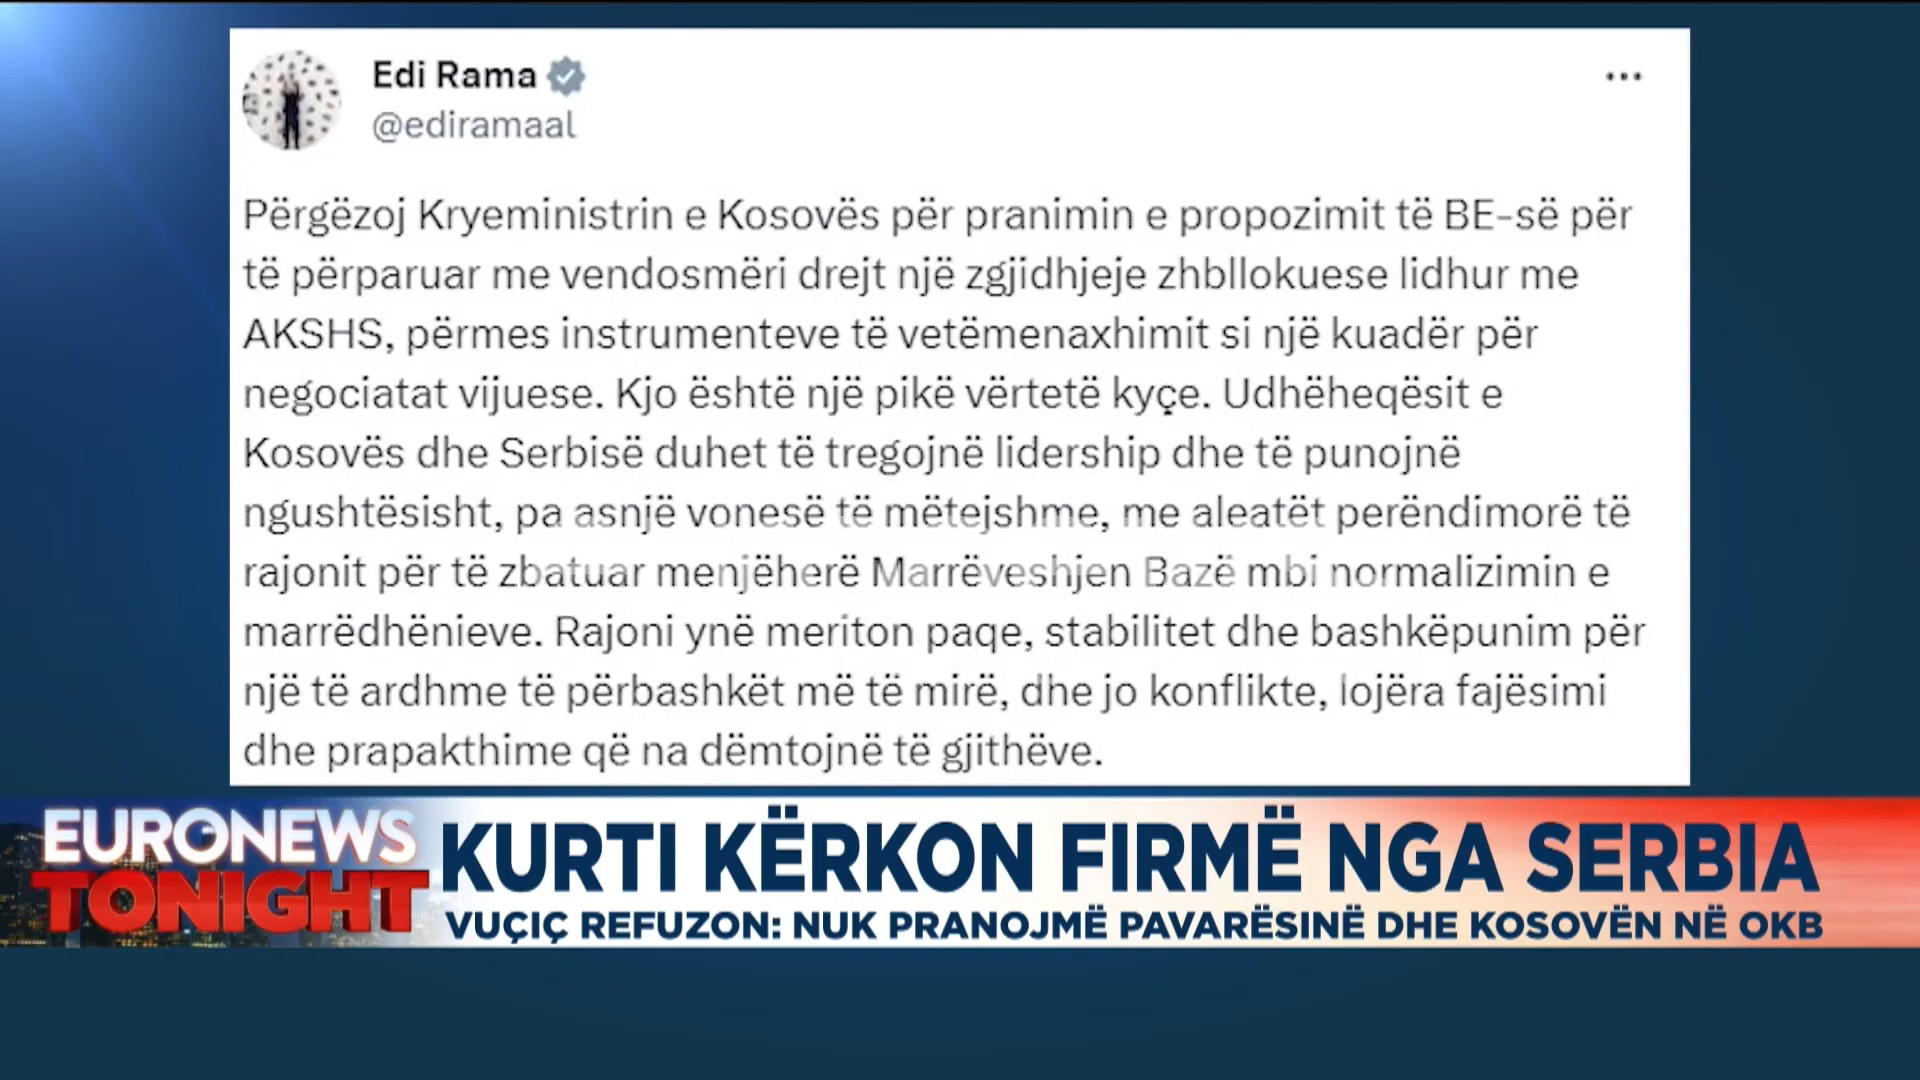 Edi Rama
@ediramaal
Përgëzoj Kryeministrin e Kosovës për pranimin e propozimit të BE-së për
të përparuar me vendosmëri drejt një zgjidhjeje zhbllokuese lidhur me
AKSHS, përmes instrumenteve të vetëmenaxhimit si një kuadër për
negociatat vijuese. Kjo është një pikë vërtetë kyçe. Udhëheqësit e
Kosovës dhe Serbisë duhet të tregojnë lidership dhe të punojnë
ngushtësisht, pa asnjë vonesë të mëtejshme, me aleatët perëndimorë të
rajonit për të zbatuar menjëherë Marrëveshjen Bazë mbi normalizimin e
marrëdhënieve. Rajoni ynë meriton paqe, stabilitet dhe bashkëpunim për
një të ardhme të përbashkët më të mirë, dhe jo konflikte, lojëra fajësimi
dhe prapakthime që na dëmtojnë të gjithëve.
EURONEWS
TONIGHT
KURTI KËRKON FIRMË NGA SERBIA
VUÇIÇ REFUZON: NUK PRANOJMË PAVARËSINË DHE KOSOVËN NË OKB